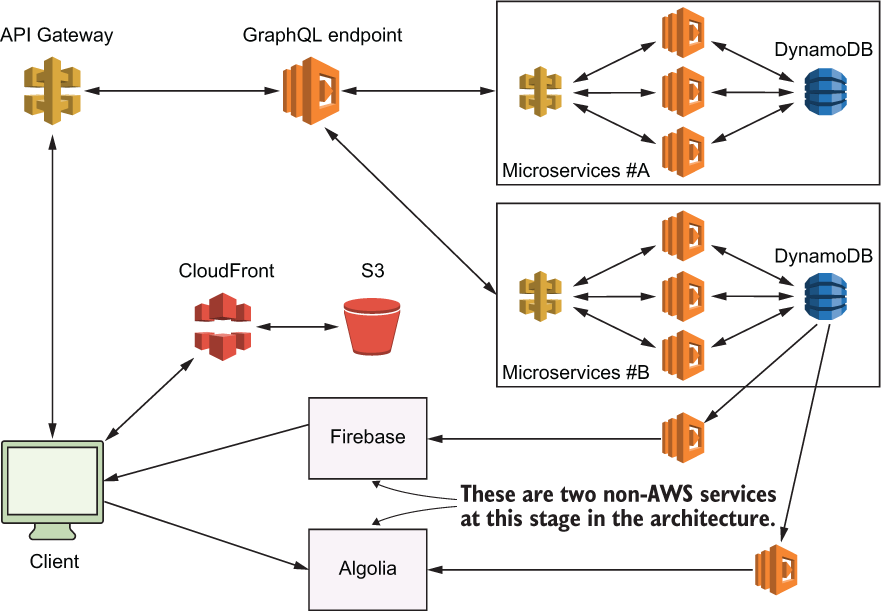 API Gateway
GraphQL endpoint
DynamoDB
Microservices #A
DynamoDB
Microservices #B
CloudFront
S3
Firebase
These are two non-AWS services
at this stage in the architecture.
Client
Algolia